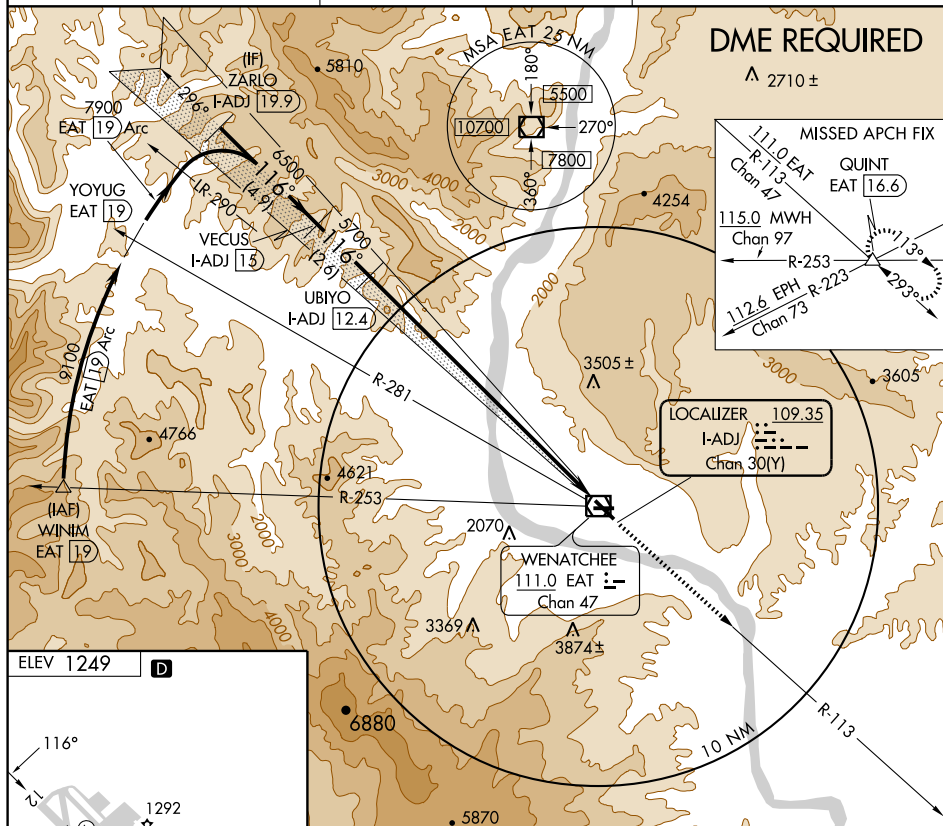 DME REQUIRED
2710 ±
MSA EAT 25 NM
180°
5500
10700
270°
7800
360°
5810
(IF)
ZARLO
I-ADJ 19.9
296°
7900
EAT 19 Arc
YOYUG
EAT 19
6500
116°
(4.9)
LR-290
VECUS
I-ADJ 15
5700
116°
(2.6)
UBIYO
I-ADJ 12.4
3000
4000
2000
4254
2000
MISSED APCH FIX
111.0 EAT
R-113
Chan 47
QUINT
EAT 16.6
115.0 MWH
Chan 97
R-253
113°
293°
112.6 EPH
R-223
Chan 73
9100
EAT 19 Arc
R-281
3505 ±
3000
3605
4766
4621
R-253
LOCALIZER 109.35
I-ADJ
Chan 30(Y)
(IAF)
WINIM
EAT 19
2000
3000
2070
WENATCHEE
111.0 EAT
Chan 47
3369
3874 ±
4000
6880
10 NM
R-113
5870
ELEV 1249
D
116°
12
1292